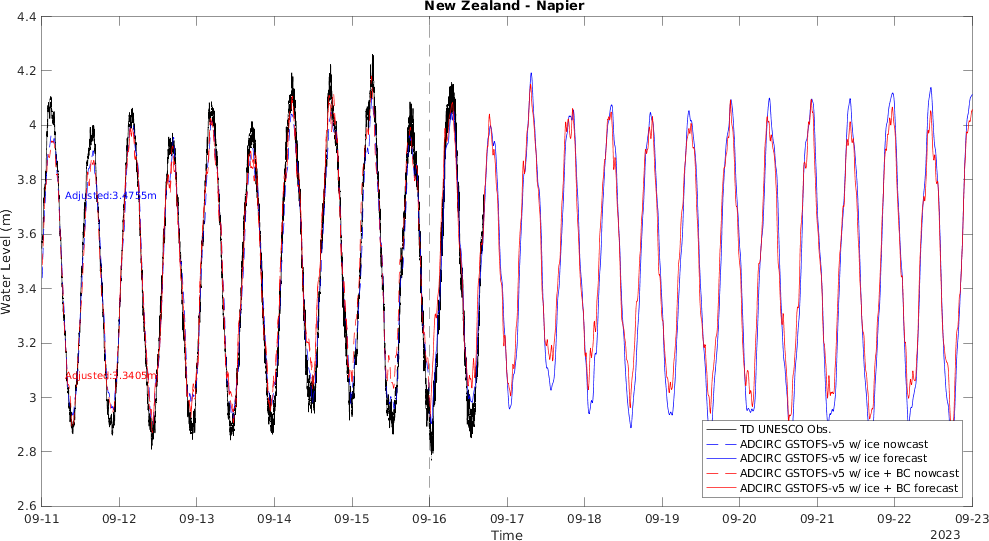 New Zealand - Napier
4.4
4.2
4
3.8
3.6
3.4
3.2
3
2.8
2.6
Water Level (m)
Adjusted:3.4755m
Adjusted:3.3405m
TD UNESCO Obs.
ADCIRC GSTOFS-v5 w/ ice nowcast
ADCIRC GSTOFS-v5 w/ ice forecast
ADCIRC GSTOFS-v5 w/ ice + BC nowcast
ADCIRC GSTOFS-v5 w/ ice + BC forecast
09-11 09-12 09-13 09-14 09-15 09-16 09-17 09-18 09-19 09-20 09-21 09-22 09-23
Time
2023